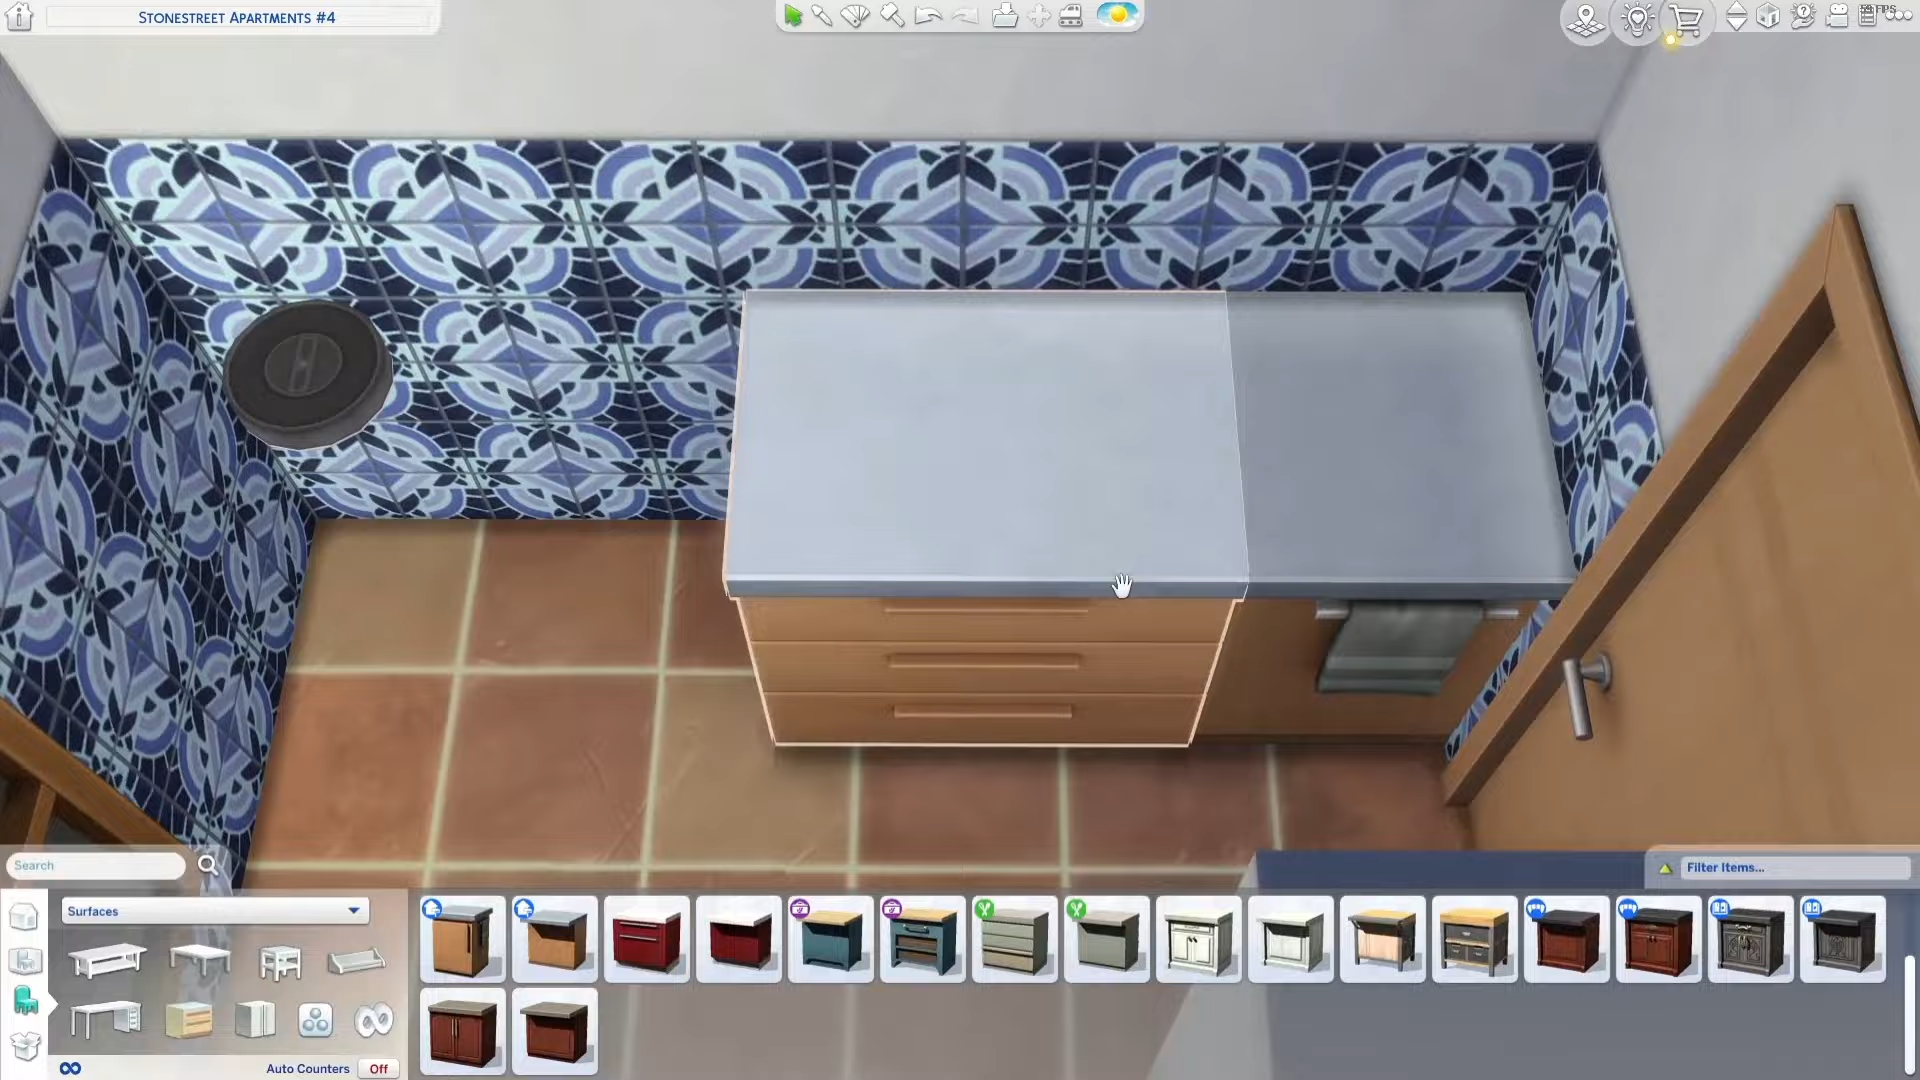 STONESTREET APARTMENTS #4
Search
Filter Items...
Surfaces
Auto Counters Off